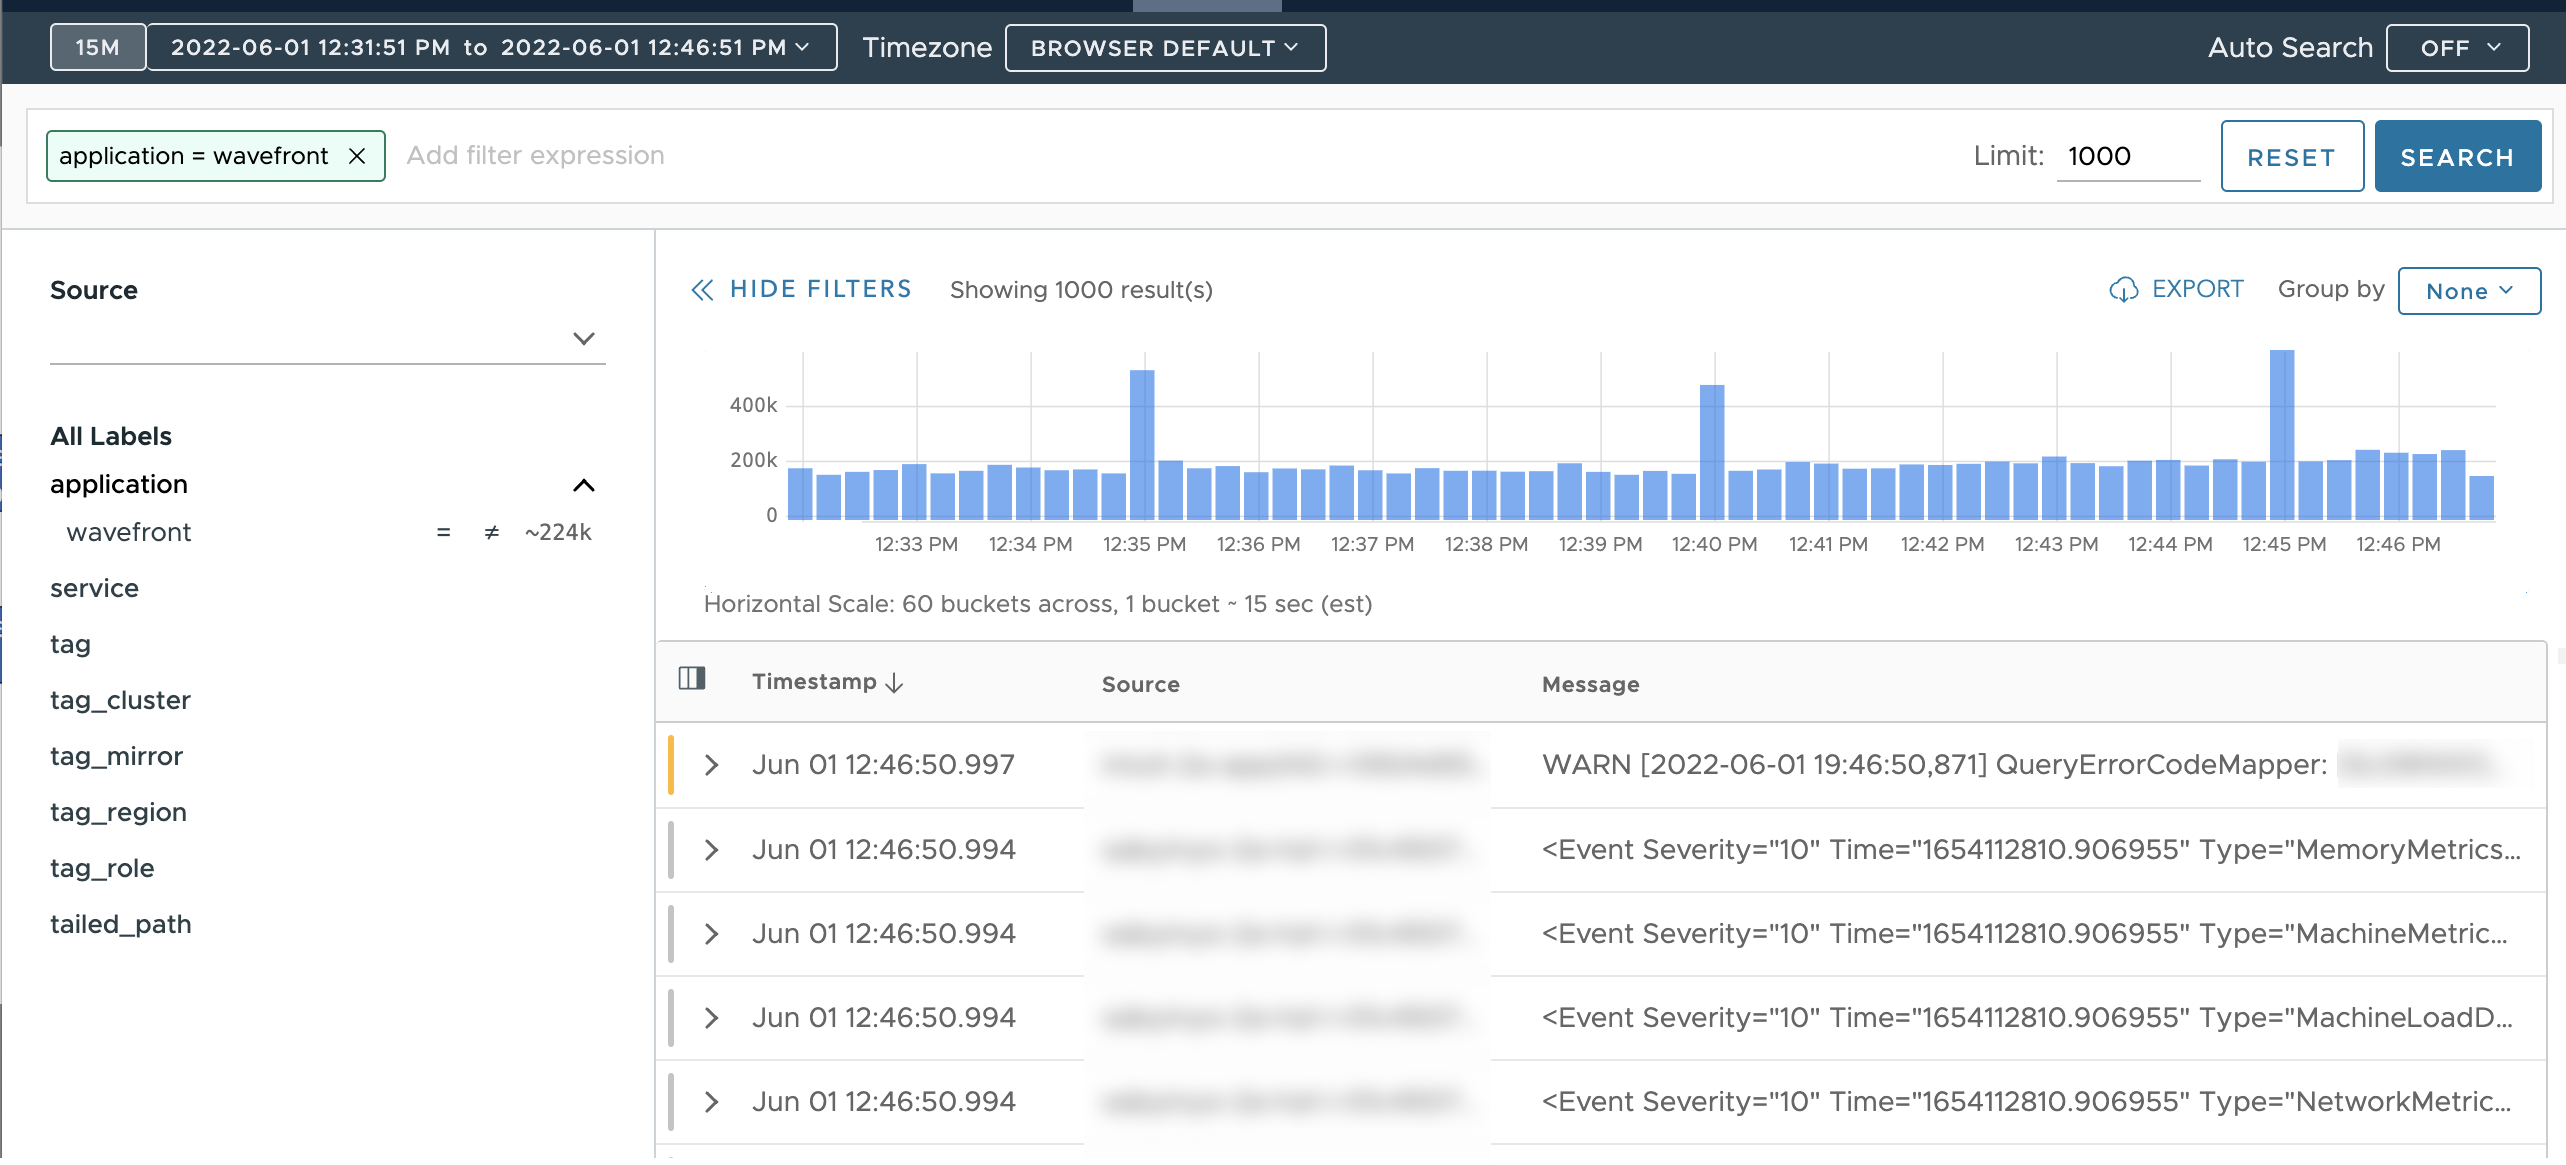 15M 2022-06-01 12:31:51 PM to 2022-06-01 12:46:51 PM Timezone BROWSER DEFAULT Auto Search OFF
application = wavefront Add filter expression Limit: 1000 RESET SEARCH
Source
All Labels
application
wavefront = ≠ ~224k
service
tag
tag_cluster
tag_mirror
tag_region
tag_role
tailed_path
HIDE FILTERS Showing 1000 result(s) EXPORT Group by None
400k
200k
0
12:33 PM 12:34 PM 12:35 PM 12:36 PM 12:37 PM 12:38 PM 12:39 PM 12:40 PM 12:41 PM 12:42 PM 12:43 PM 12:44 PM 12:45 PM 12:46 PM
Horizontal Scale: 60 buckets across, 1 bucket ~ 15 sec (est)
Timestamp Source Message
Jun 01 12:46:50.997 WARN [2022-06-01 19:46:50,871] QueryErrorCodeMapper:
Jun 01 12:46:50.994 <Event Severity="10" Time="1654112810.906955" Type="MemoryMetrics...
Jun 01 12:46:50.994 <Event Severity="10" Time="1654112810.906955" Type="MachineMetric...
Jun 01 12:46:50.994 <Event Severity="10" Time="1654112810.906955" Type="MachineLoadD...
Jun 01 12:46:50.994 <Event Severity="10" Time="1654112810.906955" Type="NetworkMetric...